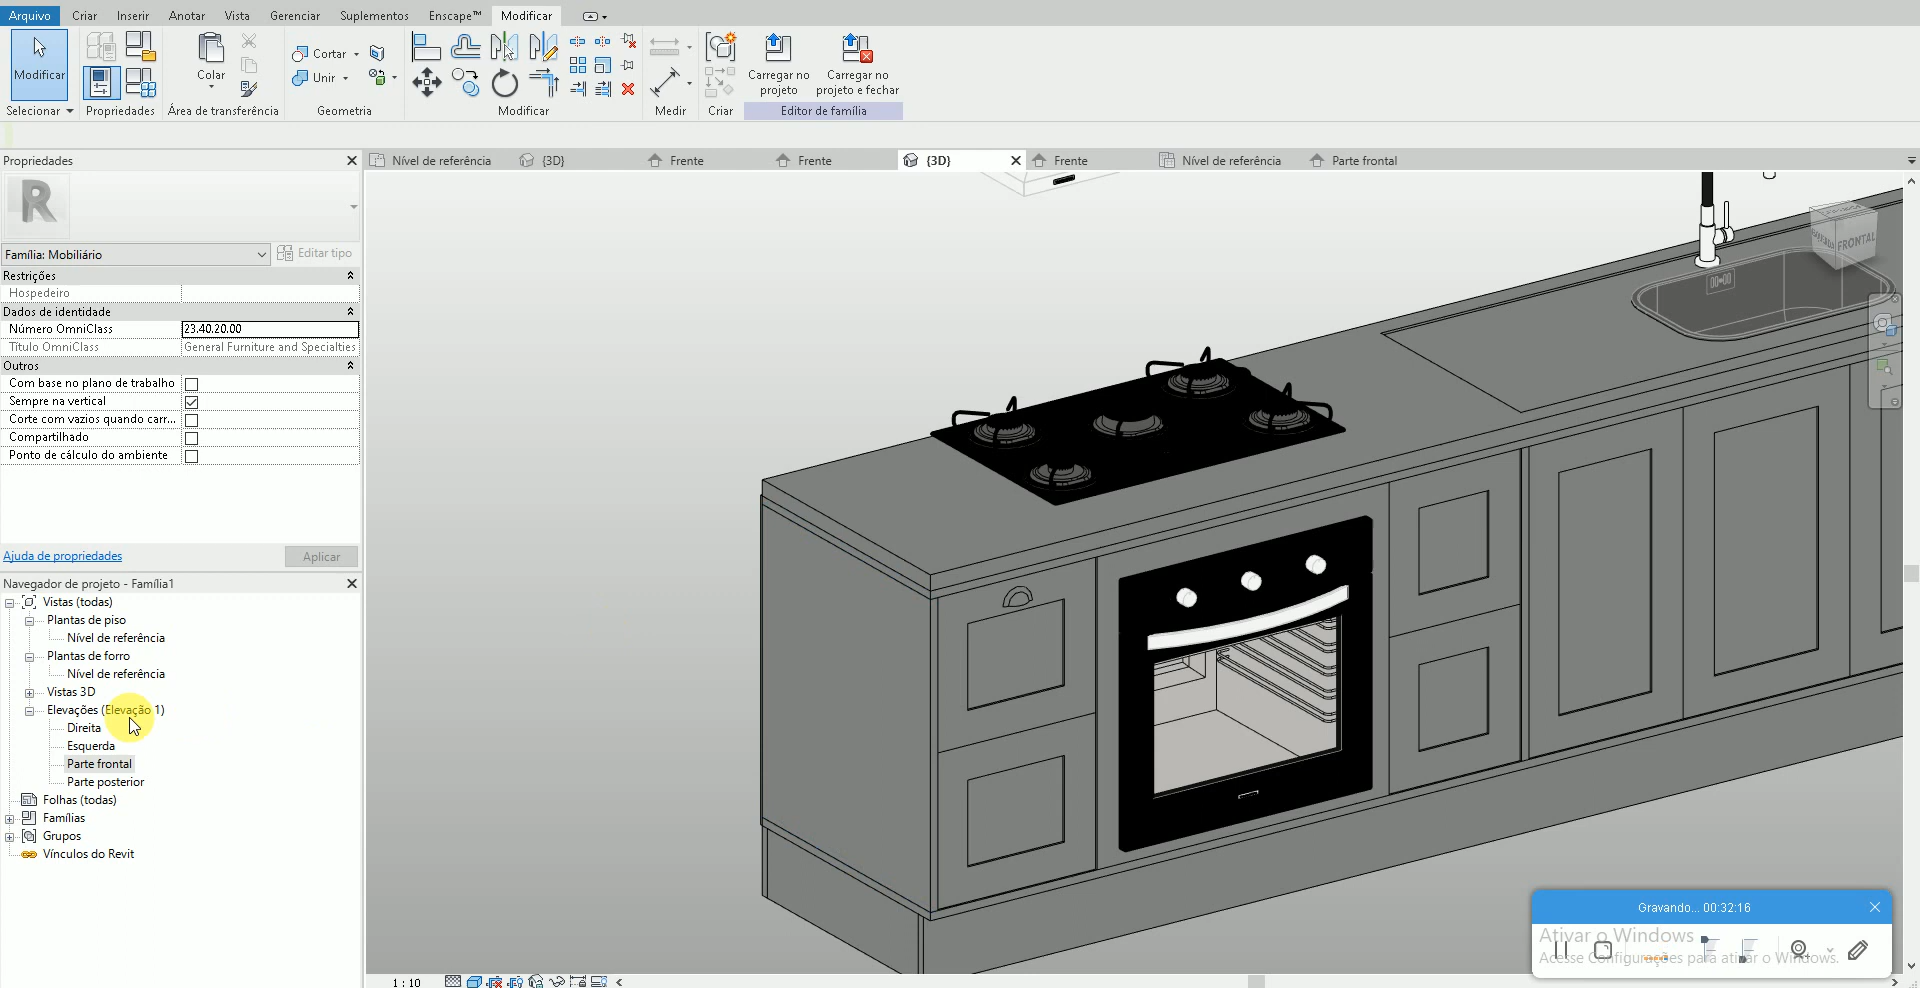 Arquivo Criar Inserir Anotar Vista Gerenciar Suplementos Enscape™ Modificar
Modificar
Selecionar
Propriedades
Colar
Área de transferência
Cortar
Unir
Geometria
Modificar
Medir
Criar
Carregar no
projeto
Carregar no
projeto e fechar
Editor de família
Propriedades
Nível de referência {3D} Frente Frente {3D} Frente Nível de referência Parte frontal
R
Família: Mobiliário
Editar tipo
Restrições
Hospedeiro
Dados de identidade
Número OmniClass 23.40.20.00
Título OmniClass General Furniture and Specialties
Outros
Com base no plano de trabalho
Sempre na vertical
Corte com vazios quando carr...
Compartilhado
Ponto de cálculo do ambiente
Ajuda de propriedades
Aplicar
Navegador de projeto - Família1
Vistas (todas)
Plantas de piso
Nível de referência
Plantas de forro
Nível de referência
Vistas 3D
Elevações (Elevação 1)
Direita
Esquerda
Parte frontal
Parte posterior
Folhas (todas)
Famílias
Grupos
Vínculos do Revit
FRONTAL
1 : 10
Gravando... 00:32:16
Ativar o Windows
Acesse Configurações para ativar o Windows.